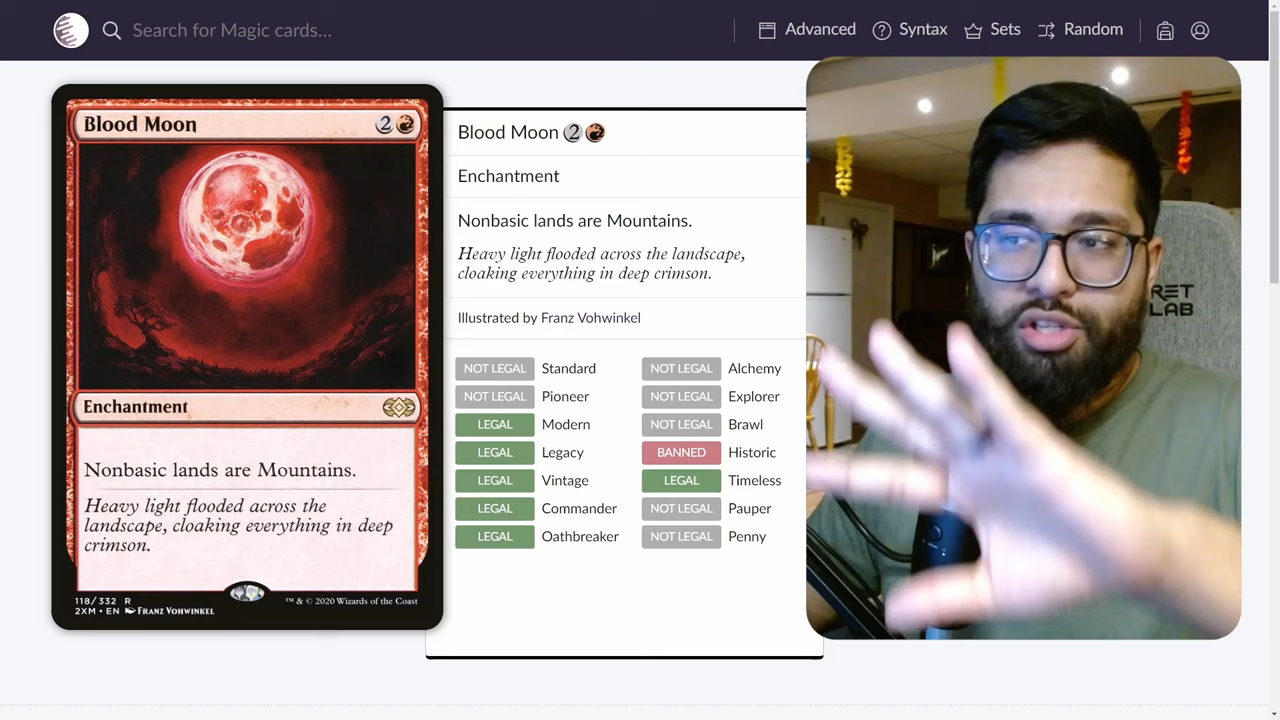 Search for Magic cards...
Advanced
Syntax
Sets
Random
Blood Moon 2
Enchantment
Nonbasic lands are Mountains.
Heavy light flooded across the
landscape, cloaking everything in deep
crimson.
118/332 R
2XM • EN FRANZ VOHWINKEL
™ & © 2020 Wizards of the Coast
Blood Moon 2
Enchantment
Nonbasic lands are Mountains.
Heavy light flooded across the landscape,
cloaking everything in deep crimson.
Illustrated by Franz Vohwinkel
NOT LEGAL Standard NOT LEGAL Alchemy
NOT LEGAL Pioneer NOT LEGAL Explorer
LEGAL Modern NOT LEGAL Brawl
LEGAL Legacy BANNED Historic
LEGAL Vintage LEGAL Timeless
LEGAL Commander NOT LEGAL Pauper
LEGAL Oathbreaker NOT LEGAL Penny
RET
LAB